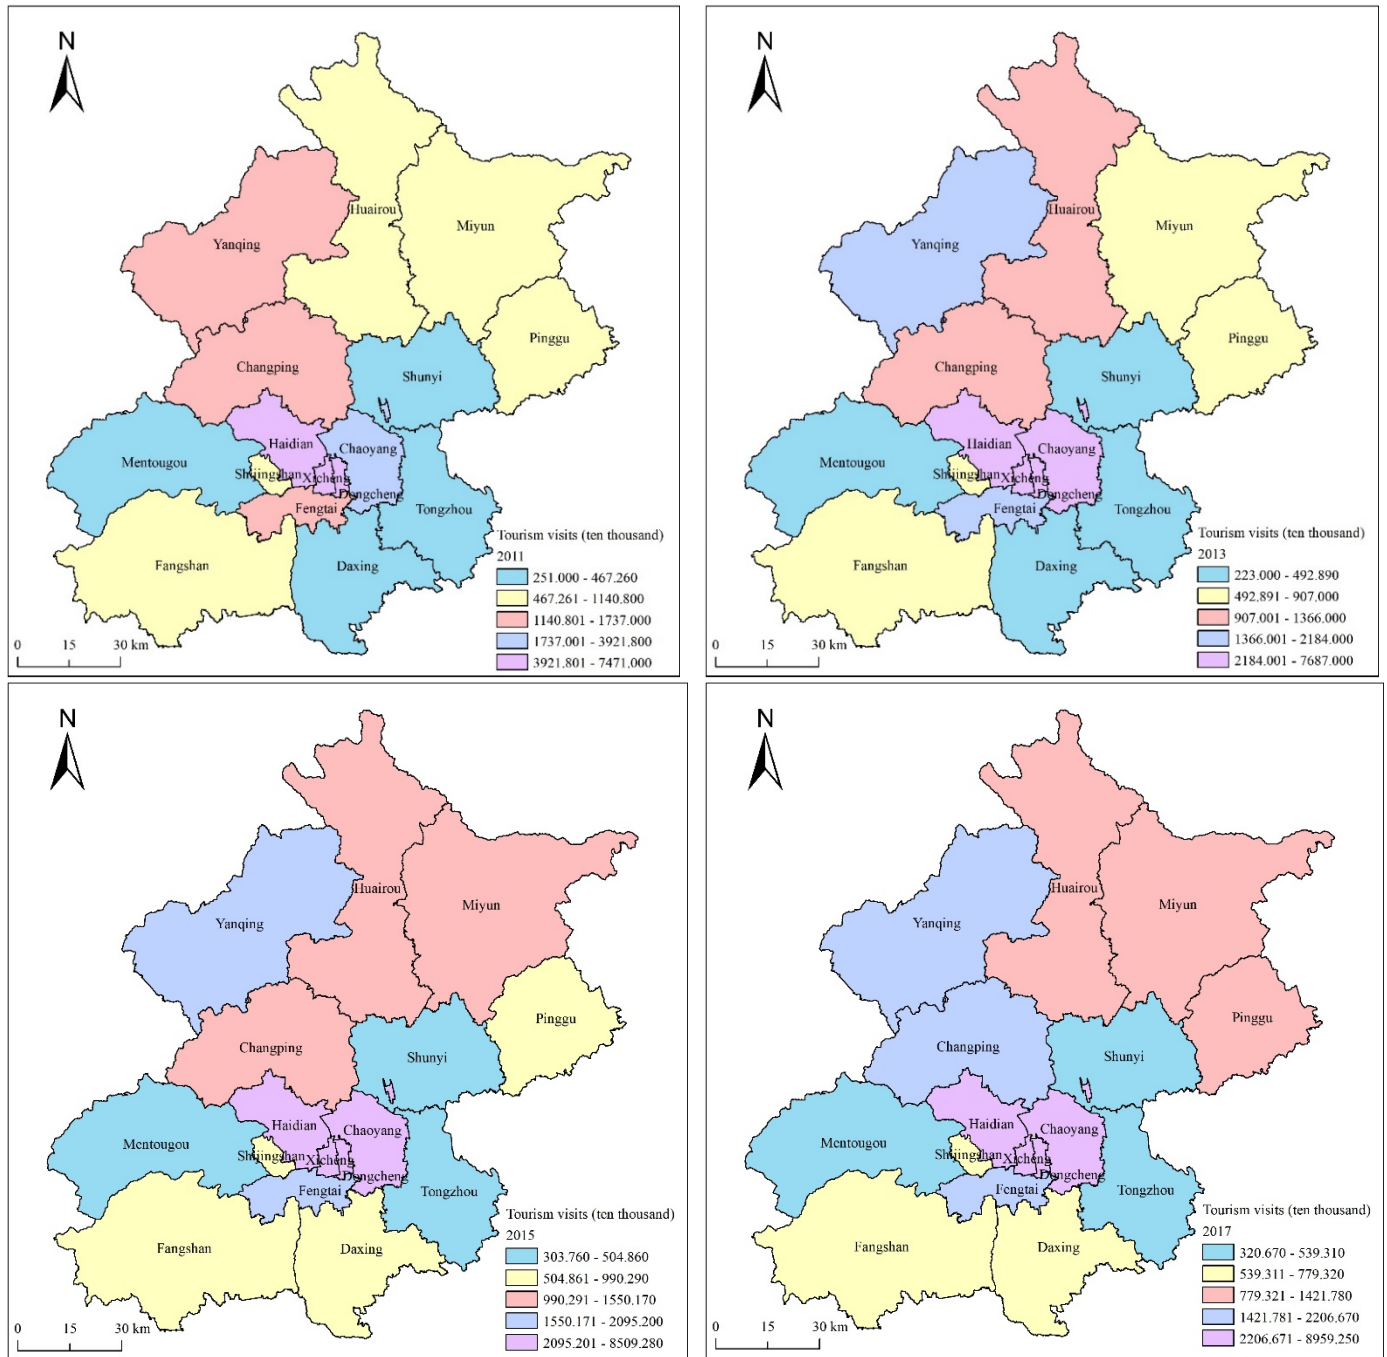 N
Huairou
Miyun
Yanqing
Pinggu
Changping
Shunyi
Haidian
Chaoyang
Mentougou
Shijingshan
Xicheng
Dongcheng
Fengtai
Tongzhou
Fangshan
Daxing
Tourism visits (ten thousand)
2011
251.000 - 467.260
467.261 - 1140.800
1140.801 - 1737.000
1737.001 - 3921.800
3921.801 - 7471.000
0 15 30 km
N
Huairou
Miyun
Yanqing
Pinggu
Changping
Shunyi
Haidian
Chaoyang
Mentougou
Shijingshan
Xicheng
Dongcheng
Fengtai
Tongzhou
Fangshan
Daxing
Tourism visits (ten thousand)
2013
223.000 - 492.890
492.891 - 907.000
907.001 - 1366.000
1366.001 - 2184.000
2184.001 - 7687.000
0 15 30 km
N
Huairou
Miyun
Yanqing
Pinggu
Changping
Shunyi
Haidian
Chaoyang
Mentougou
Shijingshan
Xicheng
Dongcheng
Fengtai
Tongzhou
Fangshan
Daxing
Tourism visits (ten thousand)
2015
303.760 - 504.860
504.861 - 990.290
990.291 - 1550.170
1550.171 - 2095.200
2095.201 - 8509.280
0 15 30 km
N
Huairou
Miyun
Yanqing
Pinggu
Changping
Shunyi
Haidian
Chaoyang
Mentougou
Shijingshan
Xicheng
Dongcheng
Fengtai
Tongzhou
Fangshan
Daxing
Tourism visits (ten thousand)
2017
320.670 - 539.310
539.311 - 779.320
779.321 - 1421.780
1421.781 - 2206.670
2206.671 - 8959.250
0 15 30 km